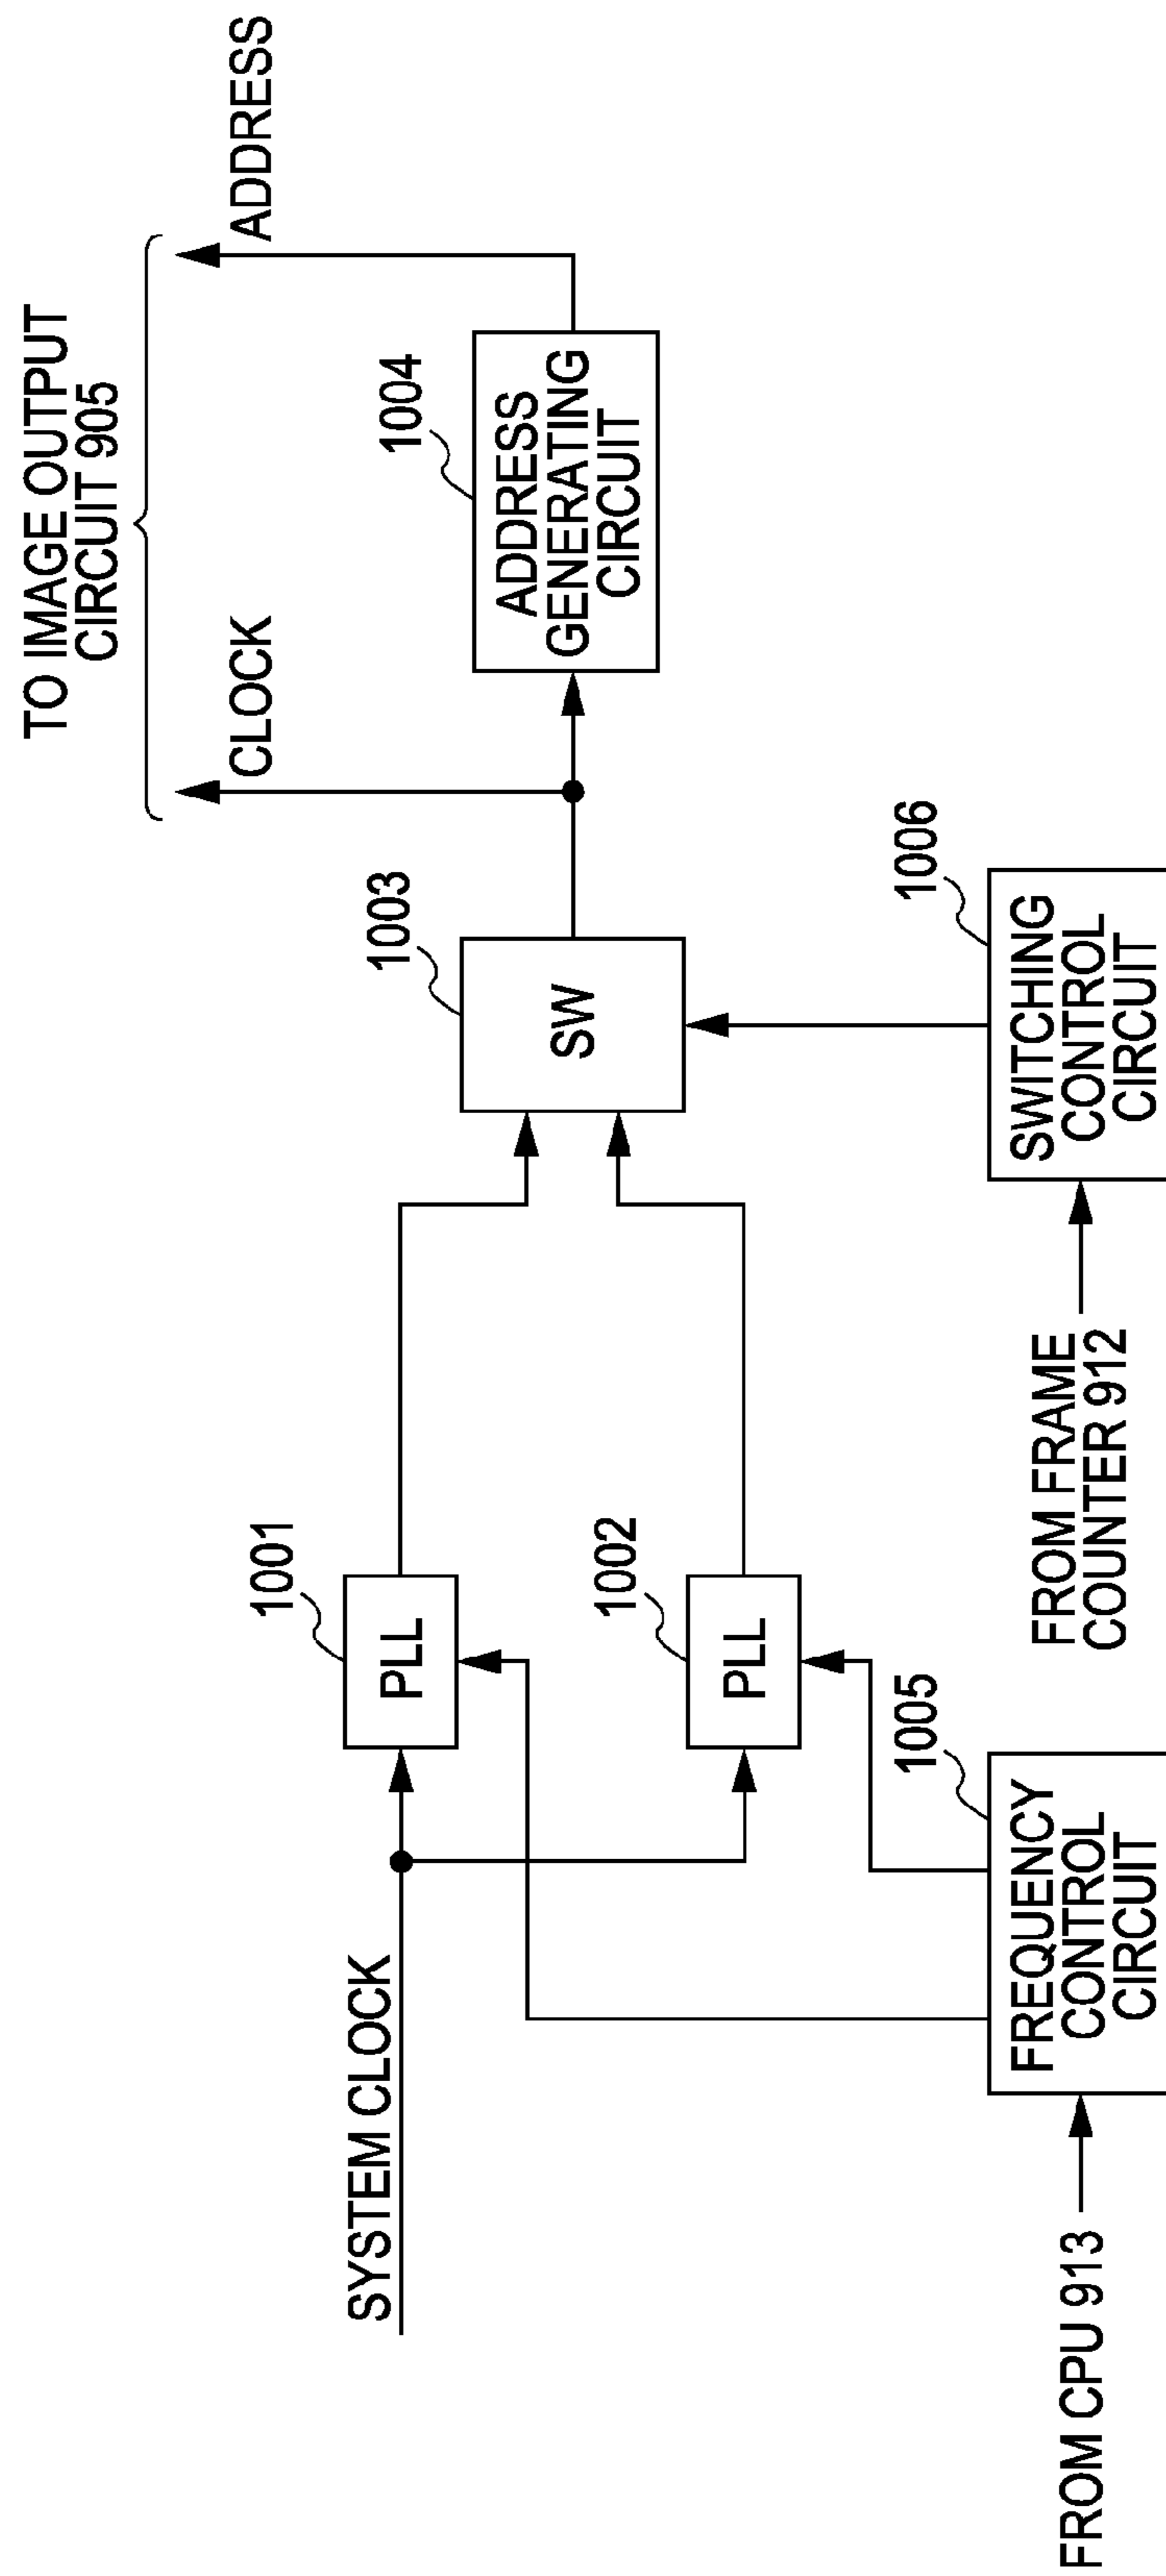 TO IMAGE OUTPUT
CIRCUIT 905
CLOCK
ADDRESS
1004
ADDRESS
GENERATING
CIRCUIT
1003
SW
1001
PLL
1002
PLL
SYSTEM CLOCK
1005
FREQUENCY
CONTROL
CIRCUIT
FROM CPU 913
1006
SWITCHING
CONTROL
CIRCUIT
FROM FRAME
COUNTER 912